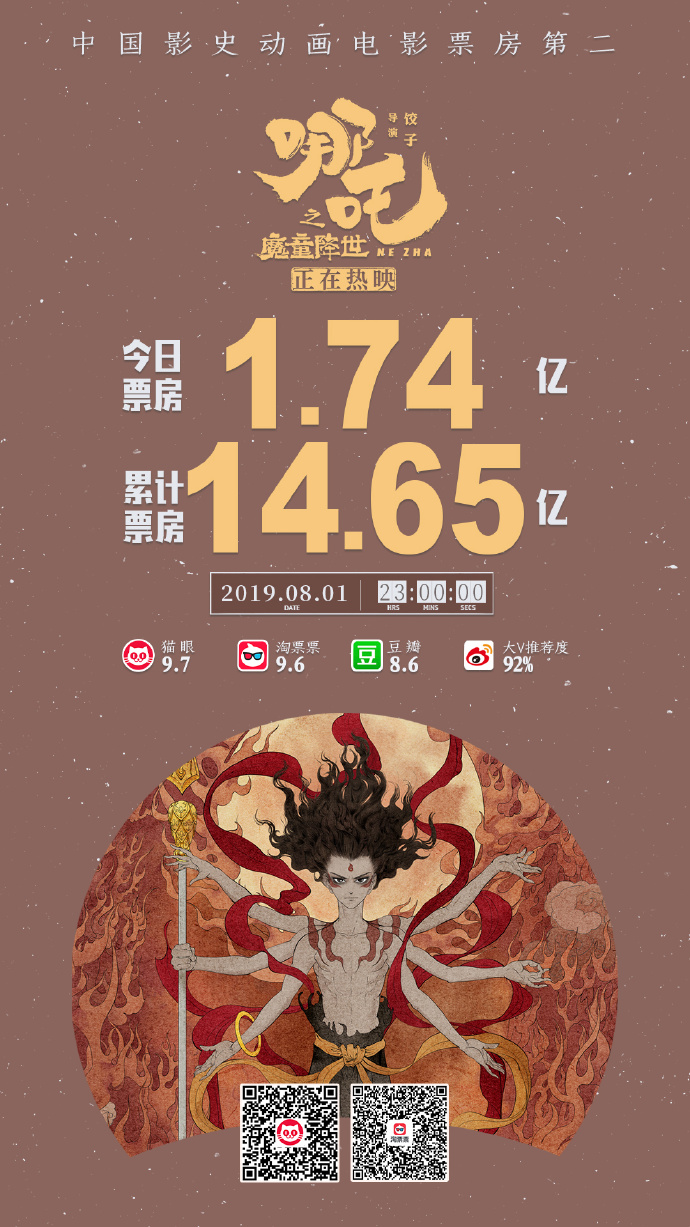 中国影史动画电影票房第二
哪吒
导演 饺子
之
魔童降世 NE ZHA
正在热映
今日票房 1.74 亿
累计票房 14.65 亿
2019.08.01 23:00:00
DATE HRS MINS SECS
猫眼 淘票票 豆瓣 大V推荐度
9.7 9.6 8.6 92%
淘票票